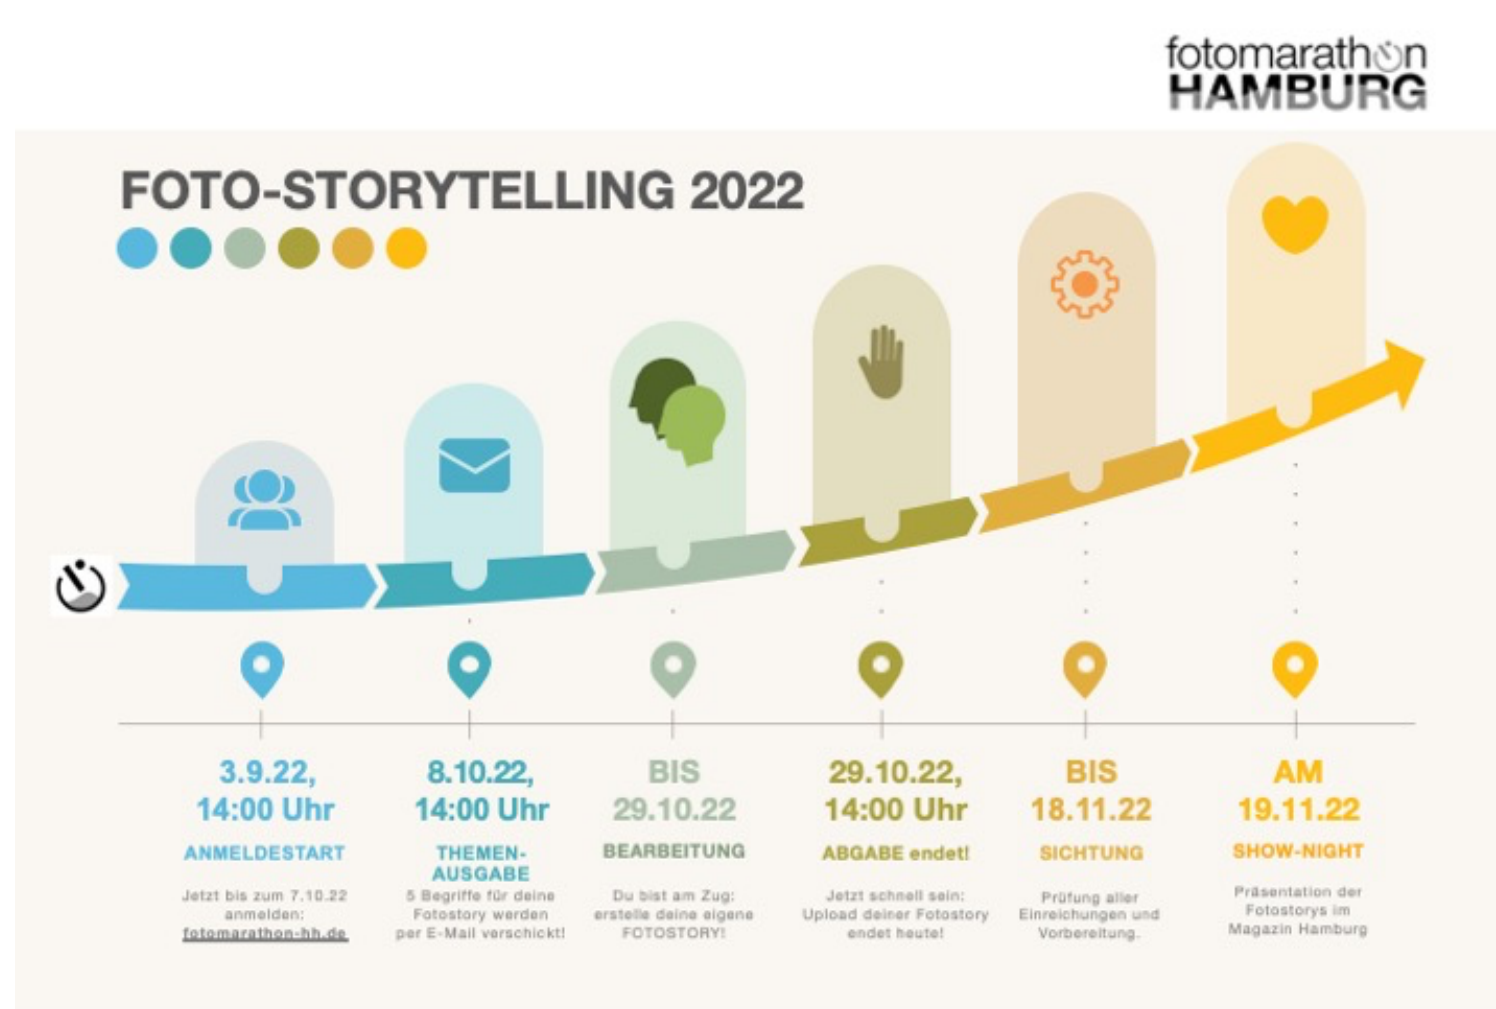 fotomarathon
HAMBURG
FOTO-STORYTELLING 2022
3.9.22,
14:00 Uhr
ANMELDESTART
Jetzt bis zum 7.10.22
anmelden:
fotomarathon-hh.de
8.10.22,
14:00 Uhr
THEMEN-
AUSGABE
5 Begriffe für deine
Fotostory werden
per E-Mail verschickt!
BIS
29.10.22
BEARBEITUNG
Du bist am Zug:
erstelle deine eigene
FOTOSTORY!
29.10.22,
14:00 Uhr
ABGABE endet!
Jetzt schnell sein:
Upload deiner Fotostory
endet heute!
BIS
18.11.22
SICHTUNG
Prüfung aller
Einreichungen und
Vorbereitung.
AM
19.11.22
SHOW-NIGHT
Präsentation der
Fotostorys im
Magazin Hamburg